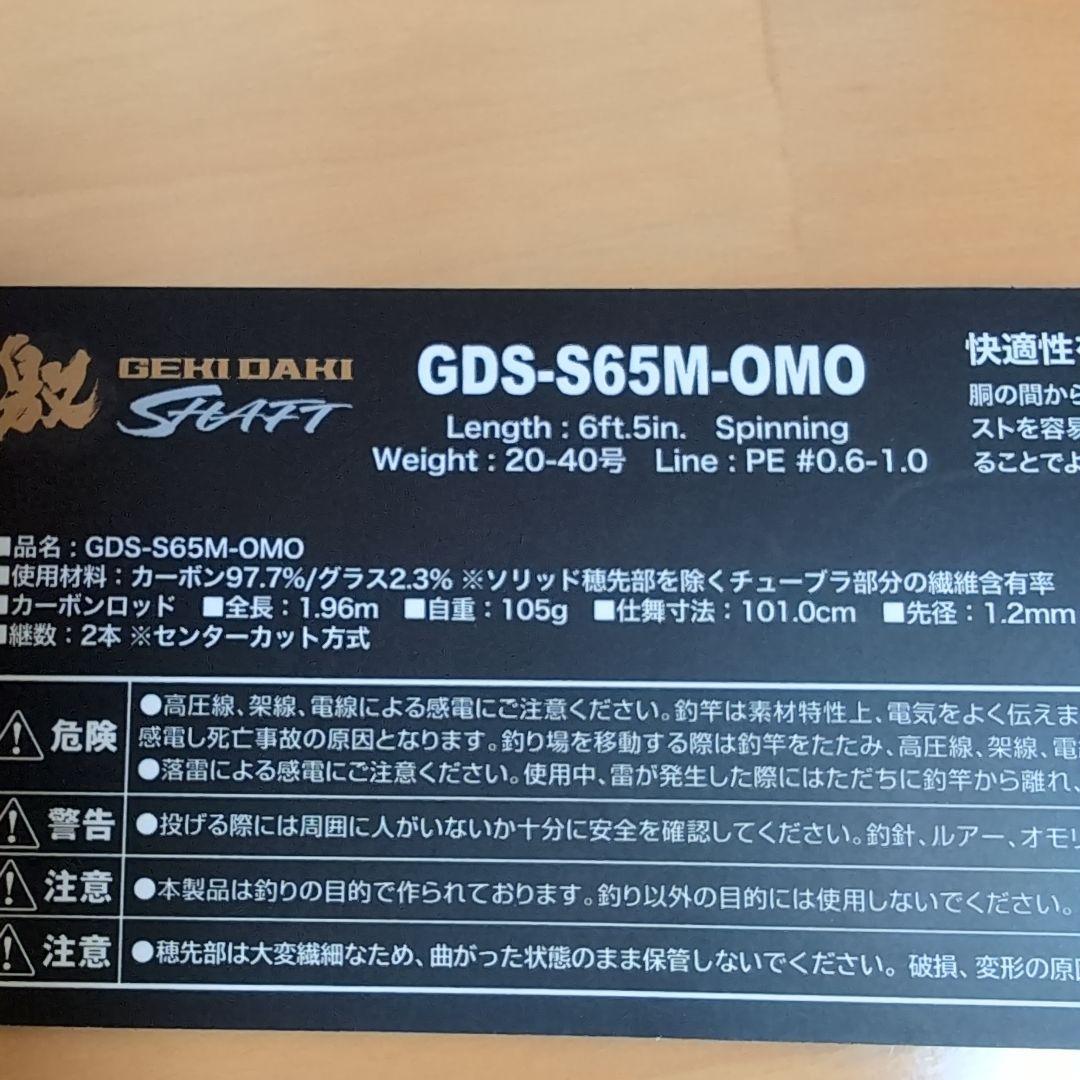 激
GEKIDAKI
SHAFT
GDS-S65M-OMO
Length : 6ft.5in. Spinning
Weight : 20-40号 Line : PE #0.6-1.0
快適性
胴の間から
ストを容易
ることでよ
■品名 : GDS-S65M-OMO
■使用材料 : カーボン97.7%/グラス2.3% ※ソリッド穂先部を除くチューブラ部分の繊維含有率
■カーボンロッド ■全長 : 1.96m ■自重 : 105g ■仕舞寸法 : 101.0cm ■先径 : 1.2mm
■継数 : 2本 ※センターカット方式
危険
●高圧線、架線、電線による感電にご注意ください。釣竿は素材特性上、電気をよく伝えま
感電し死亡事故の原因となります。釣り場を移動する際は釣竿をたたみ、高圧線、架線、電
●落雷による感電にご注意ください。使用中、雷が発生した際にはただちに釣竿から離れ、
警告
●投げる際には周囲に人がいないか十分に安全を確認してください。釣針、ルアー、オモリ
注意
●本製品は釣りの目的で作られております。釣り以外の目的には使用しないでください。
注意
●穂先部は大変繊細なため、曲がった状態のまま保管しないでください。破損、変形の原因